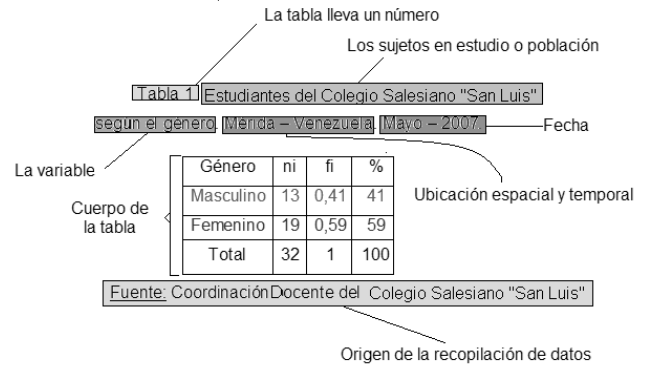 La tabla lleva un número
Los sujetos en estudio o población
Tabla 1 Estudiantes del Colegio Salesiano "San Luis"
según el género. Mérida – Venezuela. Mayo – 2007.
Fecha
La variable
Ubicación espacial y temporal
Cuerpo de
la tabla
Género ni fi %
Masculino 13 0,41 41
Femenino 19 0,59 59
Total 32 1 100
Fuente: Coordinación Docente del Colegio Salesiano "San Luis"
Origen de la recopilación de datos